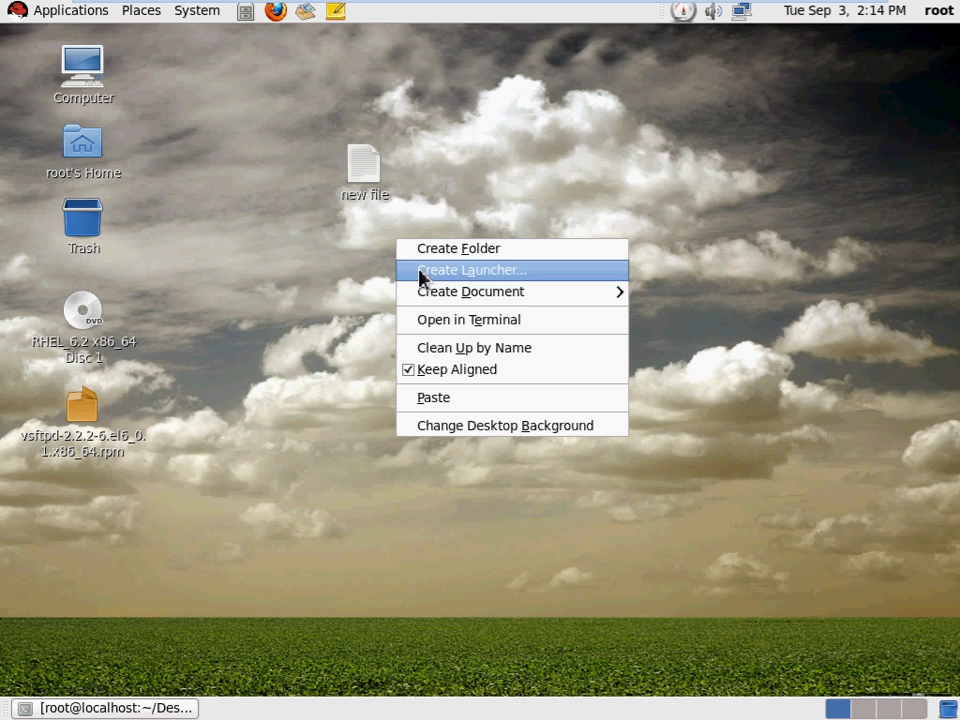 Applications Places System
Tue Sep 3, 2:14 PM root
Computer
root's Home
Trash
DVD
RHEL_6.2 x86_64
Disc 1
vsftpd-2.2.2-6.el6_0.
1.x86_64.rpm
new file
Create Folder
Create Launcher...
Create Document
Open in Terminal
Clean Up by Name
Keep Aligned
Paste
Change Desktop Background
[root@localhost:~/Des...